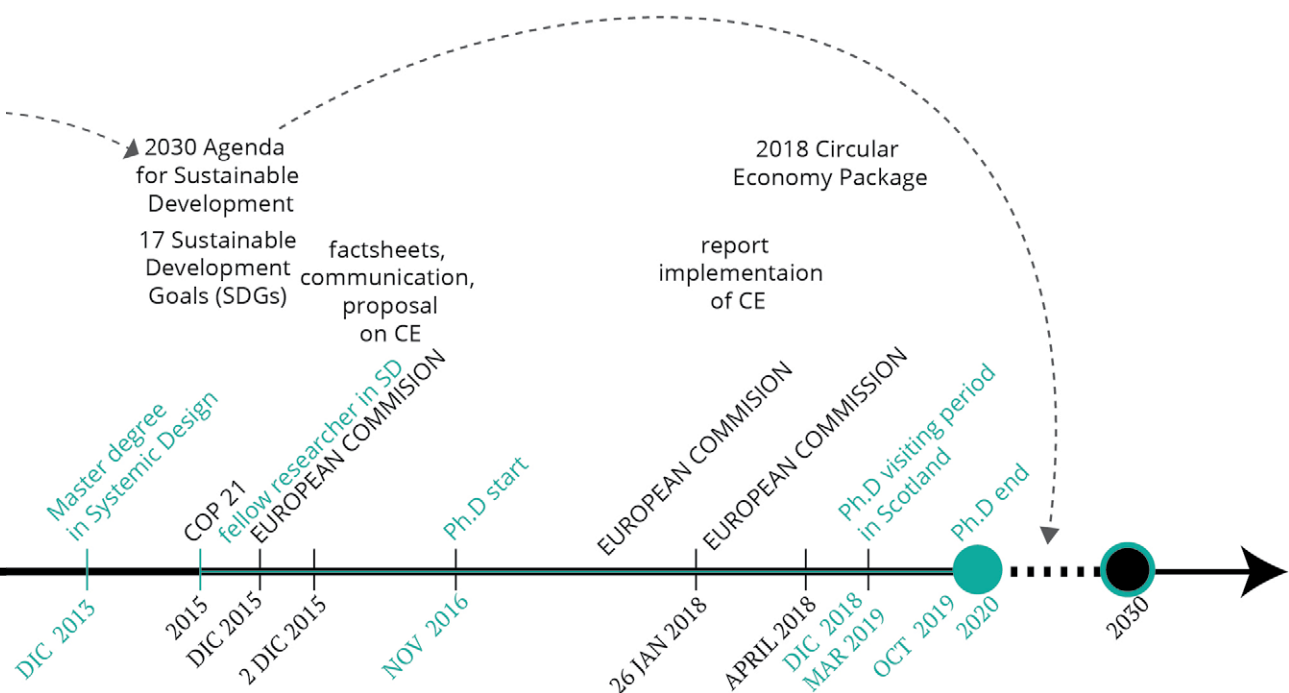 2030 Agenda
for Sustainable
Development
17 Sustainable
Development
Goals (SDGs)
factsheets,
communication,
proposal
on CE
2018 Circular
Economy Package
report
implementaion
of CE
Master degree
in Systemic Design
COP 21
fellow researcher in SD
EUROPEAN COMMISION
Ph.D start
EUROPEAN COMMISION
EUROPEAN COMMISSION
Ph.D visiting period
in Scotland
Ph.D end
DIC 2013
2015
DIC 2015
2 DIC 2015
NOV 2016
26 JAN 2018
APRIL 2018
DIC 2018
MAR 2019
OCT 2019
2020
2030